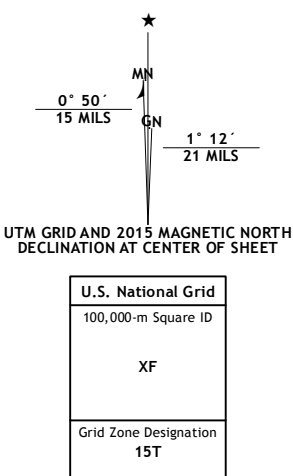 ★
MN
0° 50´
15 MILS
GN
1° 12´
21 MILS
UTM GRID AND 2015 MAGNETIC NORTH
DECLINATION AT CENTER OF SHEET
U.S. National Grid
100,000-m Square ID
XF
Grid Zone Designation
15T